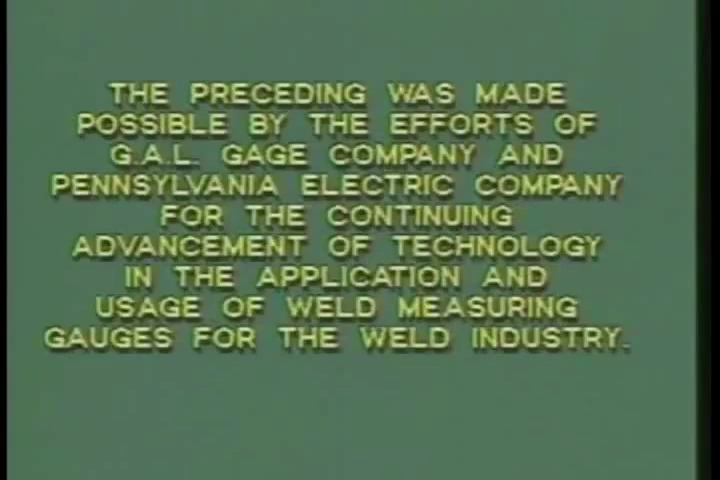 THE PRECEDING WAS MADE
POSSIBLE BY THE EFFORTS OF
G.A.L. GAGE COMPANY AND
PENNSYLVANIA ELECTRIC COMPANY
FOR THE CONTINUING
ADVANCEMENT OF TECHNOLOGY
IN THE APPLICATION AND
USAGE OF WELD MEASURING
GAUGES FOR THE WELD INDUSTRY.